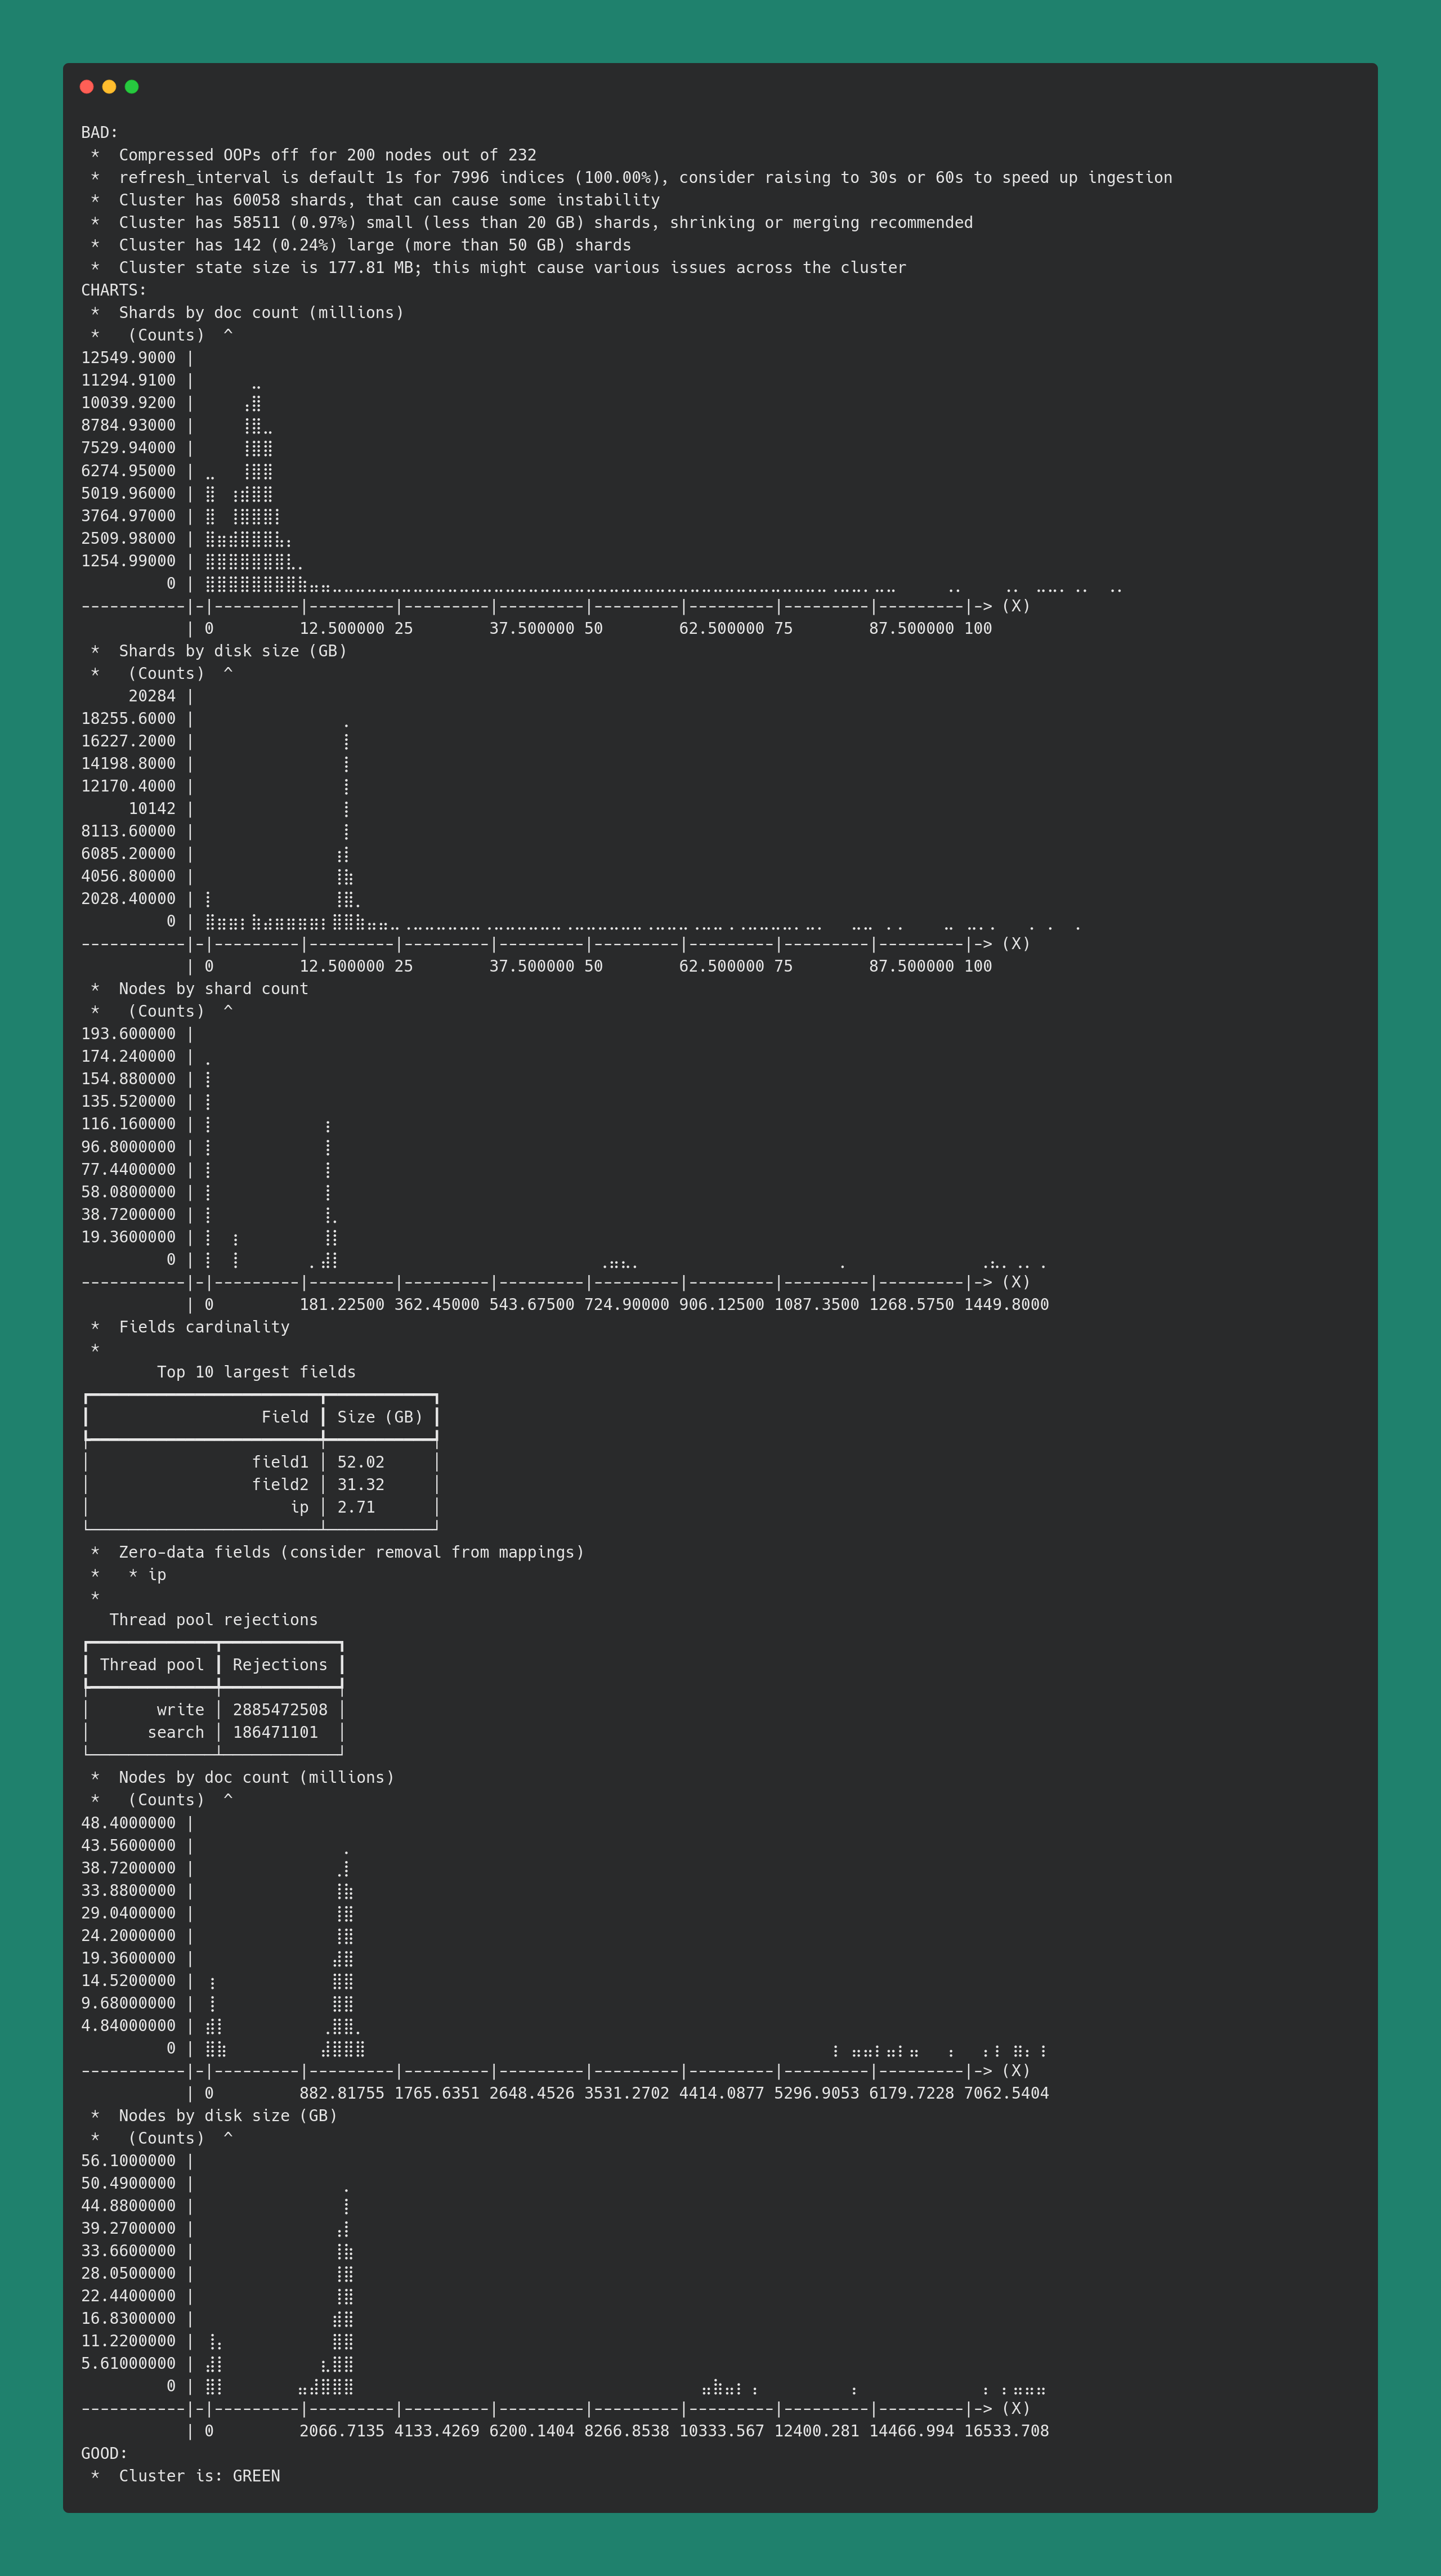 BAD:
 *  Compressed OOPs off for 200 nodes out of 232
 *  refresh_interval is default 1s for 7996 indices (100.00%), consider raising to 30s or 60s to speed up ingestion
 *  Cluster has 60058 shards, that can cause some instability
 *  Cluster has 58511 (0.97%) small (less than 20 GB) shards, shrinking or merging recommended
 *  Cluster has 142 (0.24%) large (more than 50 GB) shards
 *  Cluster state size is 177.81 MB; this might cause various issues across the cluster
CHARTS:
 *  Shards by doc count (millions)
 *   (Counts)  ^
12549.9000 |
11294.9100 |
10039.9200 |
8784.93000 |
7529.94000 |
6274.95000 |
5019.96000 |
3764.97000 |
2509.98000 |
1254.99000 |
         0 |
-----------|-|---------|---------|---------|---------|---------|---------|---------|---------|-> (X)
           | 0         12.500000 25        37.500000 50        62.500000 75        87.500000 100
 *  Shards by disk size (GB)
 *   (Counts)  ^
     20284 |
18255.6000 |
16227.2000 |
14198.8000 |
12170.4000 |
     10142 |
8113.60000 |
6085.20000 |
4056.80000 |
2028.40000 |
         0 |
-----------|-|---------|---------|---------|---------|---------|---------|---------|---------|-> (X)
           | 0         12.500000 25        37.500000 50        62.500000 75        87.500000 100
 *  Nodes by shard count
 *   (Counts)  ^
193.600000 |
174.240000 |
154.880000 |
135.520000 |
116.160000 |
96.8000000 |
77.4400000 |
58.0800000 |
38.7200000 |
19.3600000 |
         0 |
-----------|-|---------|---------|---------|---------|---------|---------|---------|---------|-> (X)
           | 0         181.22500 362.45000 543.67500 724.90000 906.12500 1087.3500 1268.5750 1449.8000
 *  Fields cardinality
 *
        Top 10 largest fields
Field | Size (GB)
field1 | 52.02
field2 | 31.32
ip | 2.71
 *  Zero-data fields (consider removal from mappings)
 *   * ip
 *
   Thread pool rejections
Thread pool | Rejections
write | 2885472508
search | 186471101
 *  Nodes by doc count (millions)
 *   (Counts)  ^
48.4000000 |
43.5600000 |
38.7200000 |
33.8800000 |
29.0400000 |
24.2000000 |
19.3600000 |
14.5200000 |
9.68000000 |
4.84000000 |
         0 |
-----------|-|---------|---------|---------|---------|---------|---------|---------|---------|-> (X)
           | 0         882.81755 1765.6351 2648.4526 3531.2702 4414.0877 5296.9053 6179.7228 7062.5404
 *  Nodes by disk size (GB)
 *   (Counts)  ^
56.1000000 |
50.4900000 |
44.8800000 |
39.2700000 |
33.6600000 |
28.0500000 |
22.4400000 |
16.8300000 |
11.2200000 |
5.61000000 |
         0 |
-----------|-|---------|---------|---------|---------|---------|---------|---------|---------|-> (X)
           | 0         2066.7135 4133.4269 6200.1404 8266.8538 10333.567 12400.281 14466.994 16533.708
GOOD:
 *  Cluster is: GREEN